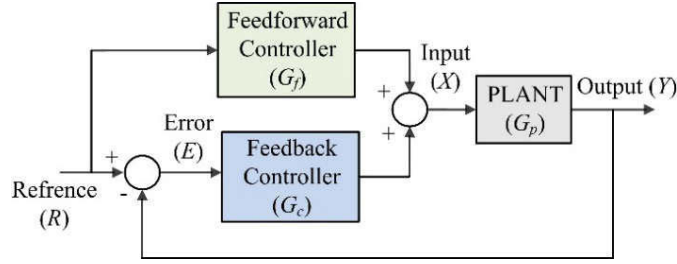 Feedforward
Controller
(Gf)
Input
(X)
+
+
PLANT
(Gp)
Output (Y)
Error
(E)
Feedback
Controller
(Gc)
+
-
Refrence
(R)